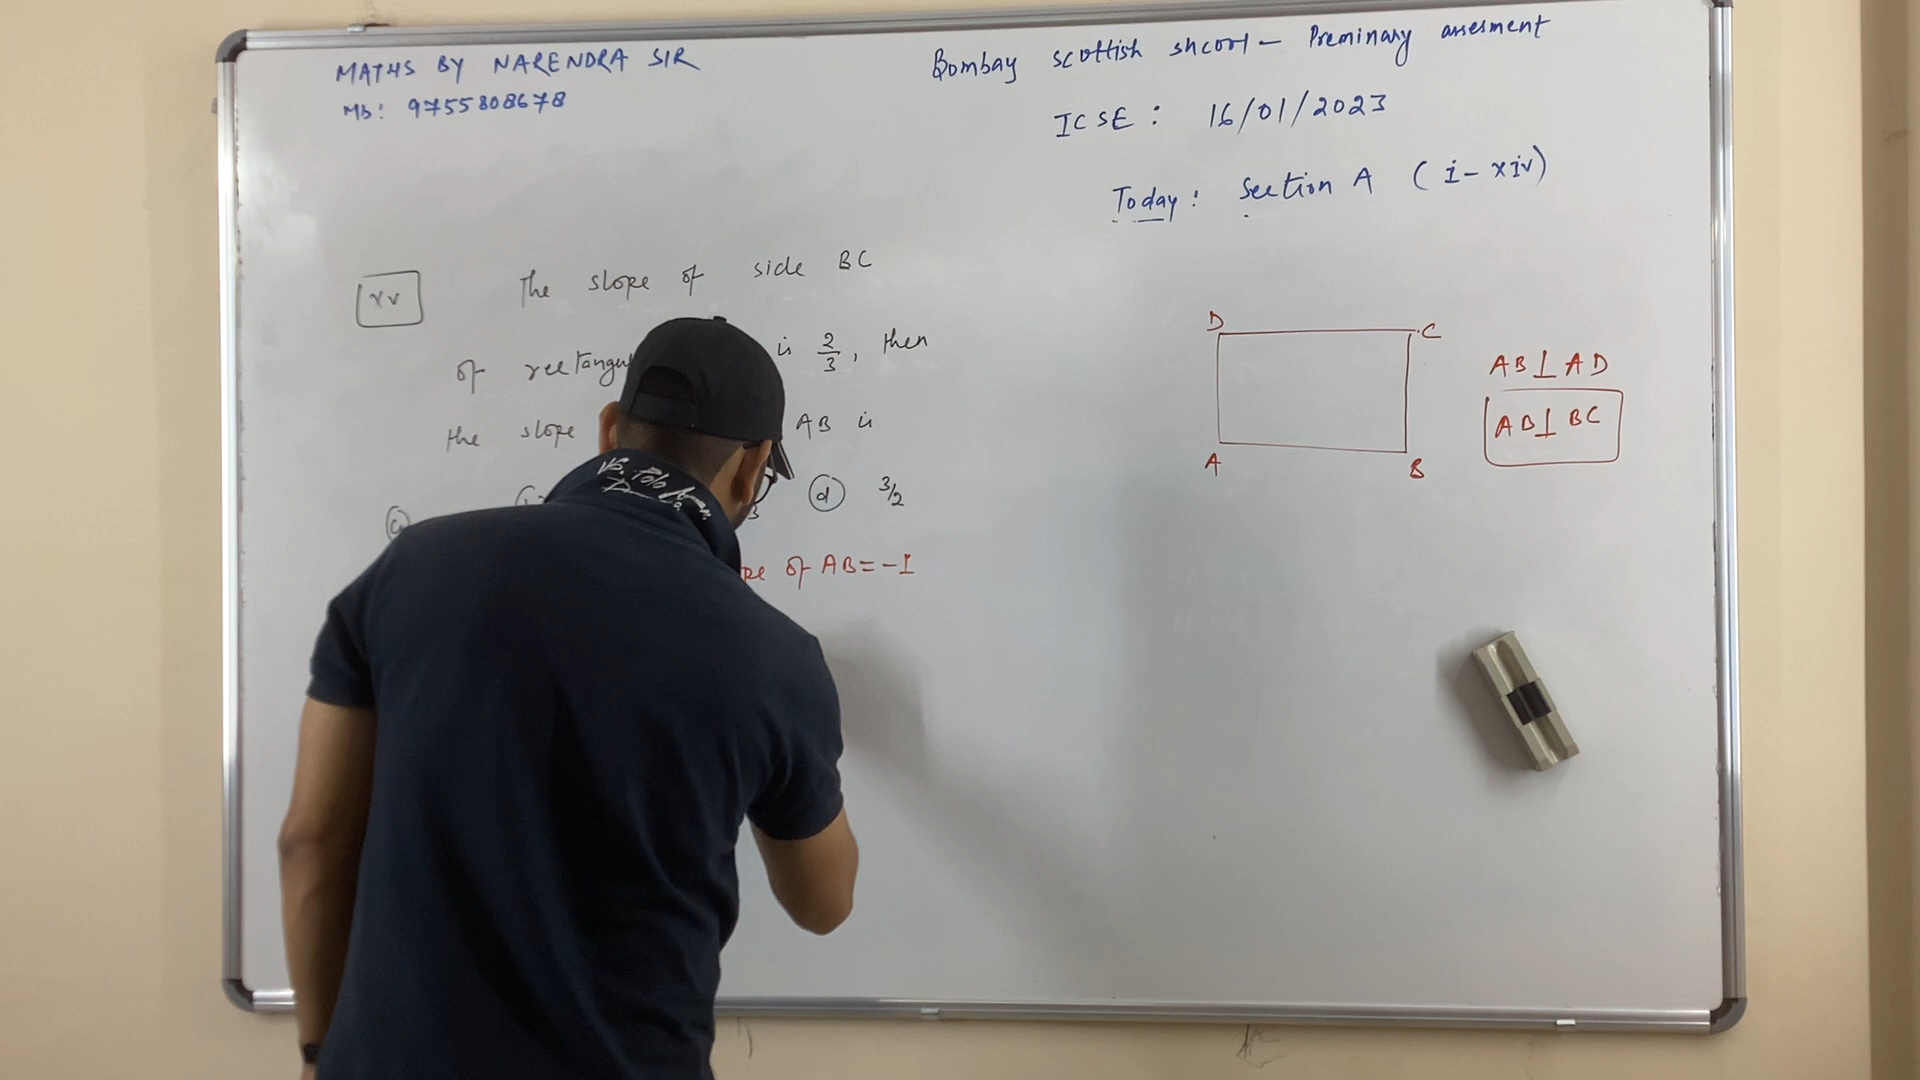 MATHS BY NARENDRA SIR
Mb: 9755808678
Bombay scottish shcool - Preminary assesment
ICSE: 16/01/2023
Today: Section A (i - xiv)
xv The slope of side BC
of is 2/3, then
the slope AB is
(d) 3/2
of AB = -1
D C
A B
AB ⊥ AD
AB ⊥ BC